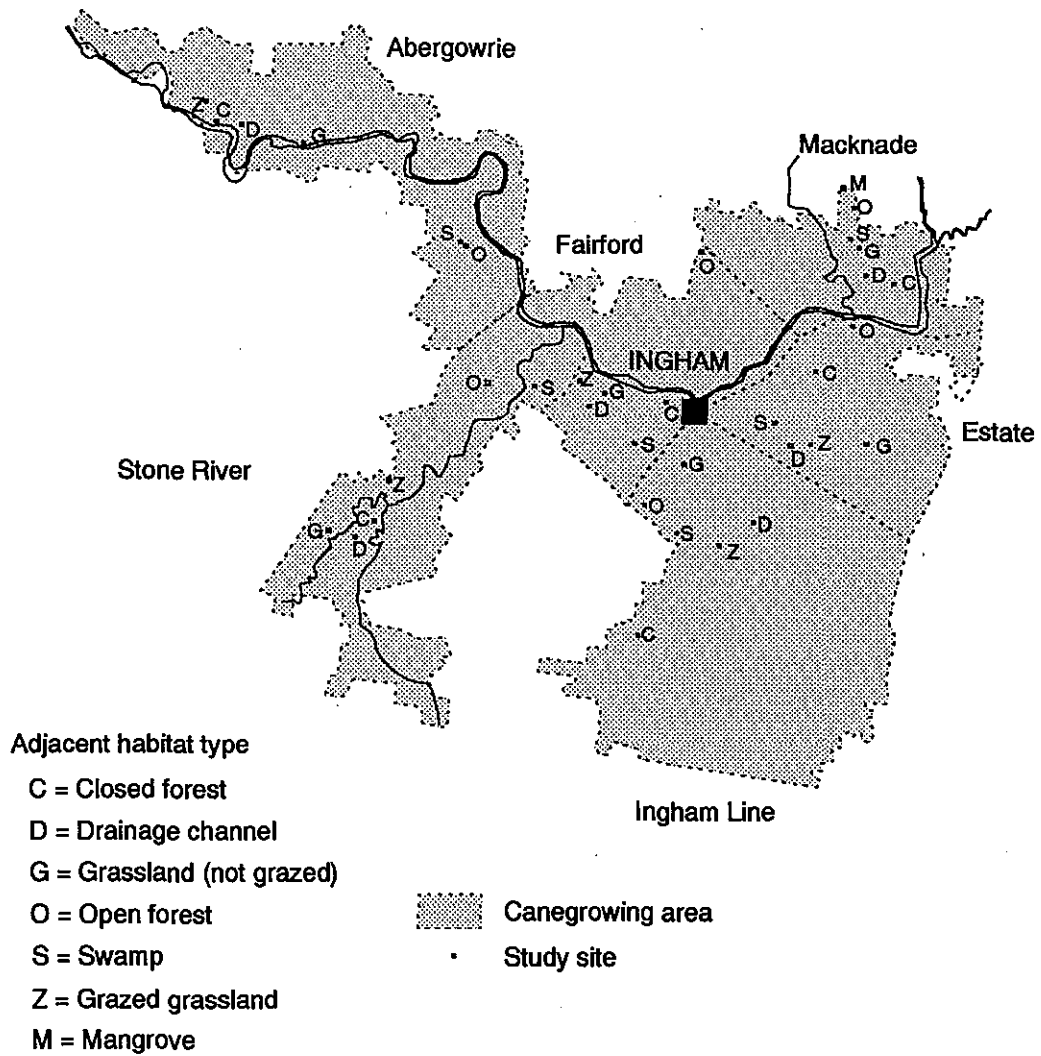 Abergowrie
Macknade
M
O
Z C
D
G
S
G
S
O
Fairford
O
D
C
O
INGHAM
O
S
Z
G
D
C
C
S
Estate
S
D
Z
G
Stone River
G
Z
O
D
C
G
S
Z
D
C
Adjacent habitat type
C = Closed forest
Ingham Line
D = Drainage channel
G = Grassland (not grazed)
O = Open forest
Canegrowing area
S = Swamp
Study site
Z = Grazed grassland
M = Mangrove